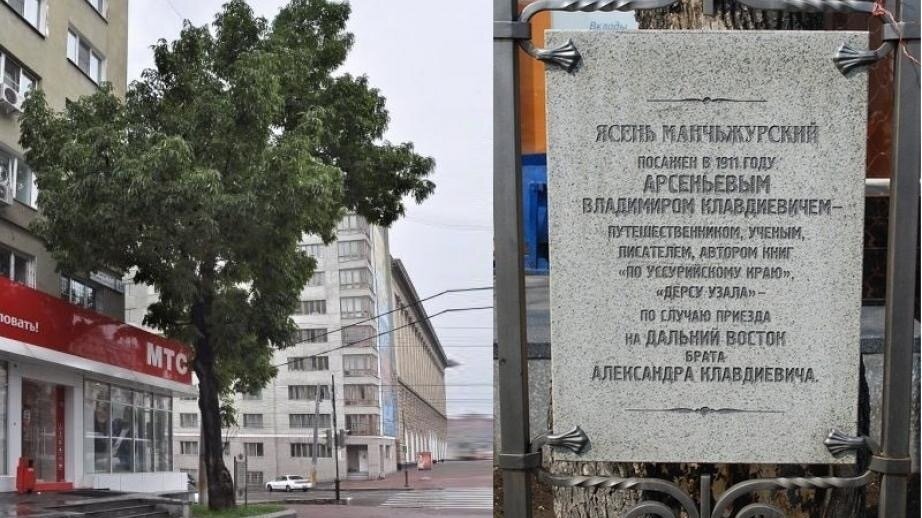 ловать!
МТС
Вклады
ЯСЕНЬ МАНЧЬЖУРСКИЙ
ПОСАЖЕН В 1911 ГОДУ
АРСЕНЬЕВЫМ
ВЛАДИМИРОМ КЛАВДИЕВИЧЕМ –
ПУТЕШЕСТВЕННИКОМ, УЧЕНЫМ,
ПИСАТЕЛЕМ, АВТОРОМ КНИГ
«ПО УССУРИЙСКОМУ КРАЮ»,
«ДЕРСУ УЗАЛА» –
ПО СЛУЧАЮ ПРИЕЗДА
НА ДАЛЬНИЙ ВОСТОК
БРАТА
АЛЕКСАНДРА КЛАВДИЕВИЧА.